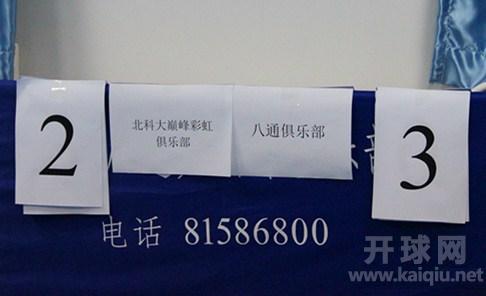 2
北科大巅峰彩虹
俱乐部
八通俱乐部
3
部
电话 81586800
开球网
www.kaiqiu.net